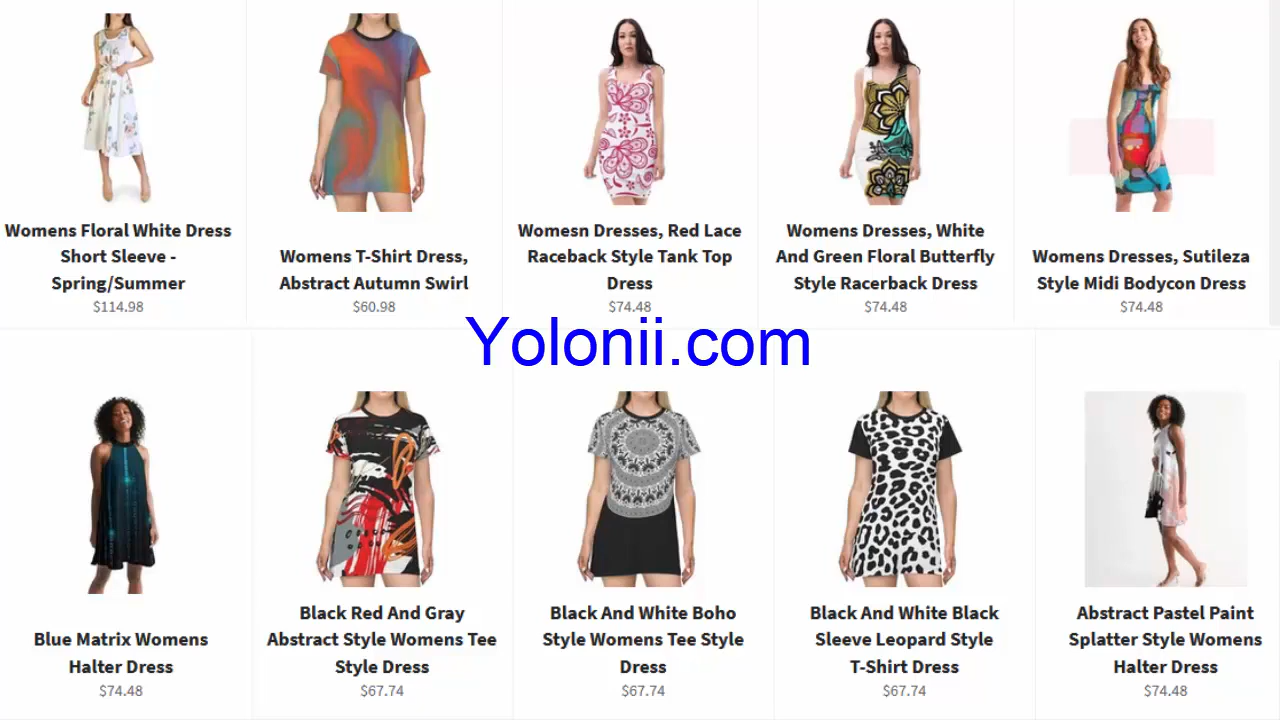 Womens Floral White Dress
Short Sleeve -
Spring/Summer
$114.98
Womens T-Shirt Dress,
Abstract Autumn Swirl
$60.98
Womesn Dresses, Red Lace
Raceback Style Tank Top
Dress
$74.48
Womens Dresses, White
And Green Floral Butterfly
Style Racerback Dress
$74.48
Womens Dresses, Sutileza
Style Midi Bodycon Dress
$74.48
Yolonii.com
Blue Matrix Womens
Halter Dress
$74.48
Black Red And Gray
Abstract Style Womens Tee
Style Dress
$67.74
Black And White Boho
Style Womens Tee Style
Dress
$67.74
Black And White Black
Sleeve Leopard Style
T-Shirt Dress
$67.74
Abstract Pastel Paint
Splatter Style Womens
Halter Dress
$74.48